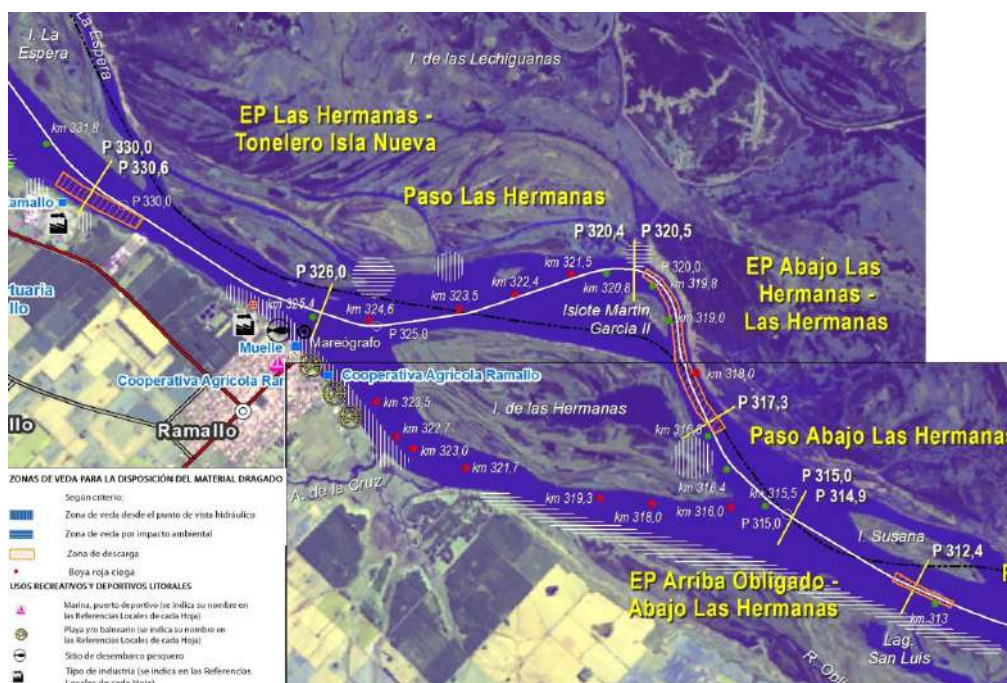 I. La
Espera
La Espera
I. de las Lechiguanas
km 331,8
EP Las Hermanas -
Tonelero Isla Nueva
P 330,0
P 330,6
P 330,0
Paso Las Hermanas
P 320,4
P 320,5
P 326,0
km 321,5
P 320,0
km 320,8
km 319,8
EP Abajo Las
Hermanas -
Las Hermanas
km 322,4
km 323,5
km 325,4
km 324,6
Islote Martín
García II
km 319,0
P 325,0
Mareógrafo
Muelle
Cooperativa Agrícola
Cooperativa Agrícola Ramallo
km 318,0
km 323,5
I. de las Hermanas
P 317,3
Ramallo
km 322,7
km 316,8
Paso Abajo Las Hermanas
km 323,0
km 321,7
km 316,4
P 315,0
P 314,9
A. de la Cruz
km 319,3
km 318,0
km 316,0
km 315,5
P 315,0
I. Susana
P 312,4
EP Arriba Obligado -
Abajo Las Hermanas
km 313
Lag.
San Luis
ZONAS DE VEDA PARA LA DISPOSICIÓN DEL MATERIAL DRAGADO
Según criterio:
Zona de veda desde el punto de vista hidráulico
Zona de veda por impacto ambiental
Zona de descarga
Boya roja ciega
USOS RECREATIVOS Y DEPORTIVOS LITORALES
Marina, puerto deportivo (se indica su nombre en
las Referencias Locales de cada Hoja)
Playa y/o balneario (se indica su nombre en
las Referencias Locales de cada Hoja)
Sitio de desembarco pesquero
Tipo de industria (se indica en las Referencias
Locales de cada Hoja)